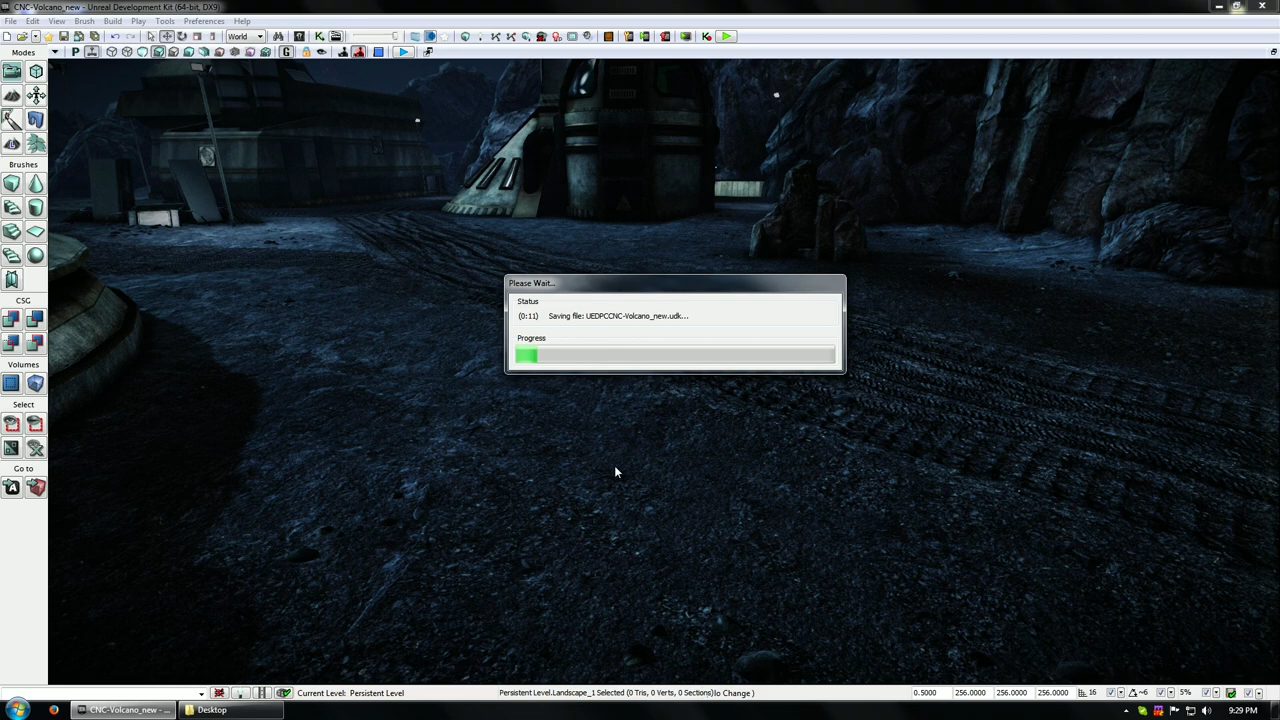 CNC-Volcano_new - Unreal Development Kit (64-bit, DX9)
File Edit View Brush Build Play Tools Preferences Help
World
Modes
Brushes
CSG
Volumes
Select
Go to
Please Wait...
Status
(0:11) Saving file: UEDPCCNC-Volcano_new.udk...
Progress
Current Level: Persistent Level
Persistent Level.Landscape_1 Selected (0 Tris, 0 Verts, 0 Sections)lo Change )
0.5000 256.0000 256.0000 256.0000 16 ~6 5%
CNC-Volcano_new - ...
Desktop
9:29 PM